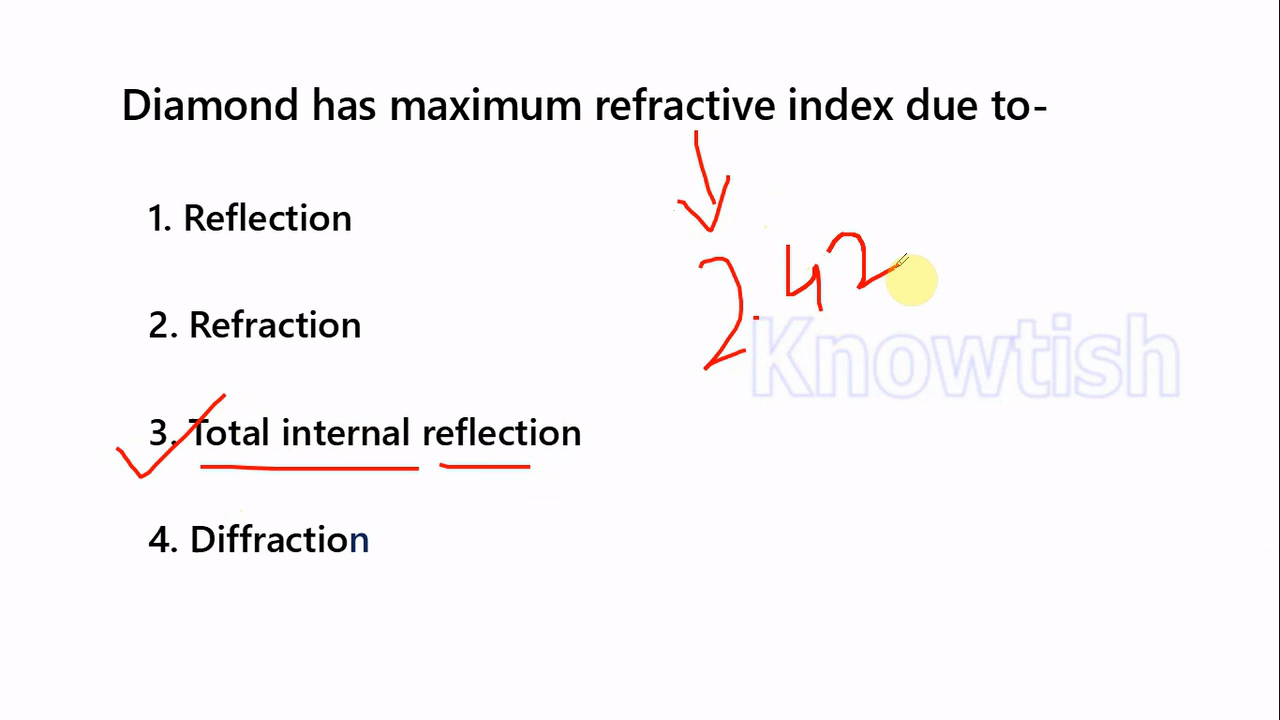 Diamond has maximum refractive index due to-
1. Reflection
2.42
2. Refraction
Knowtish
3. Total internal reflection
4. Diffraction